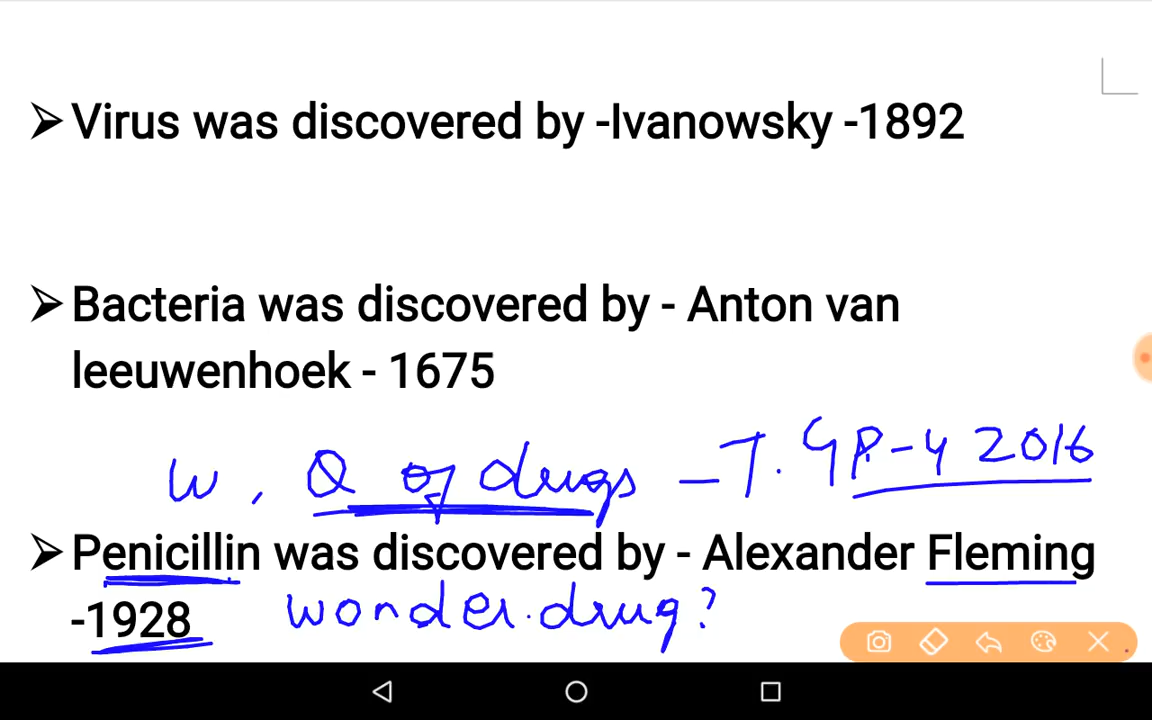 ➤ Virus was discovered by -Ivanowsky -1892
➤ Bacteria was discovered by - Anton van
leeuwenhoek - 1675
W, Q of drugs - T. GP-4 2016
➤ Penicillin was discovered by - Alexander Fleming
-1928 wonder.drug?